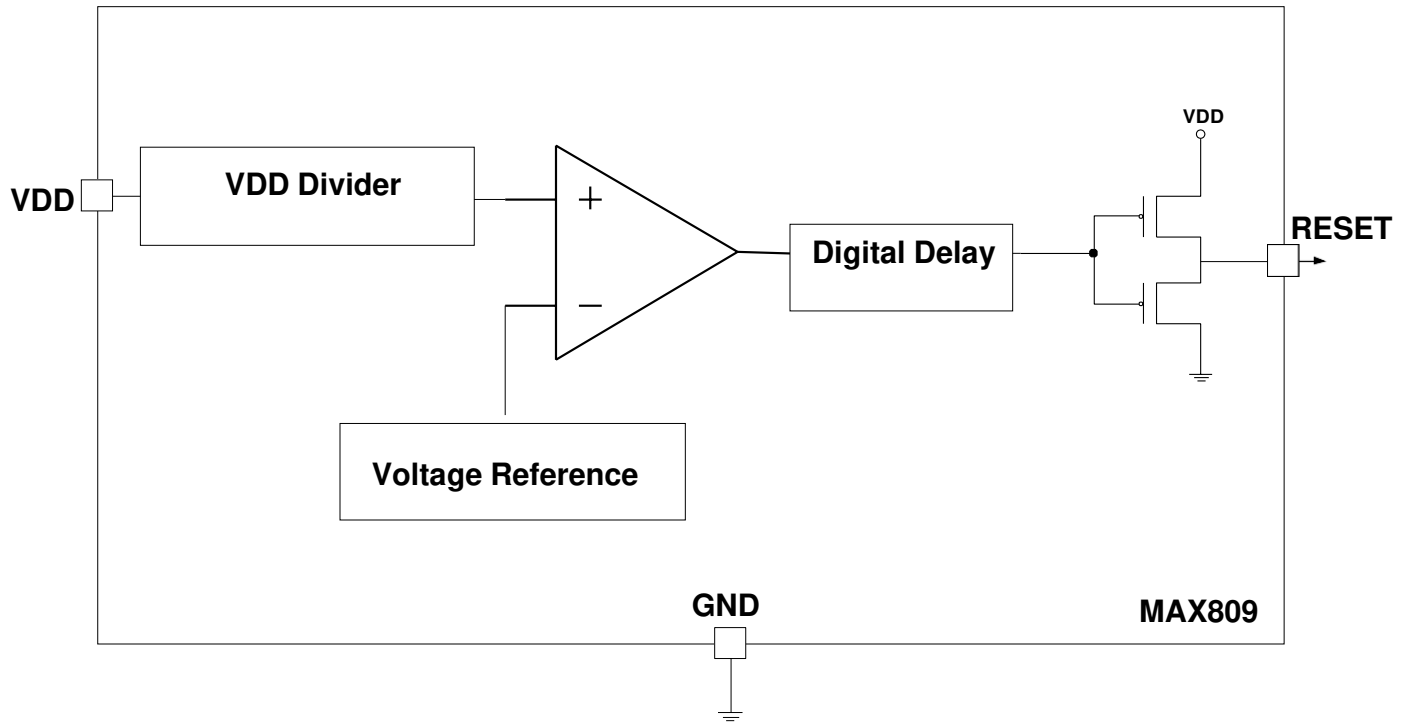 VDD
VDD
VDD Divider
+
RESET
Digital Delay
−
Voltage Reference
GND
MAX809